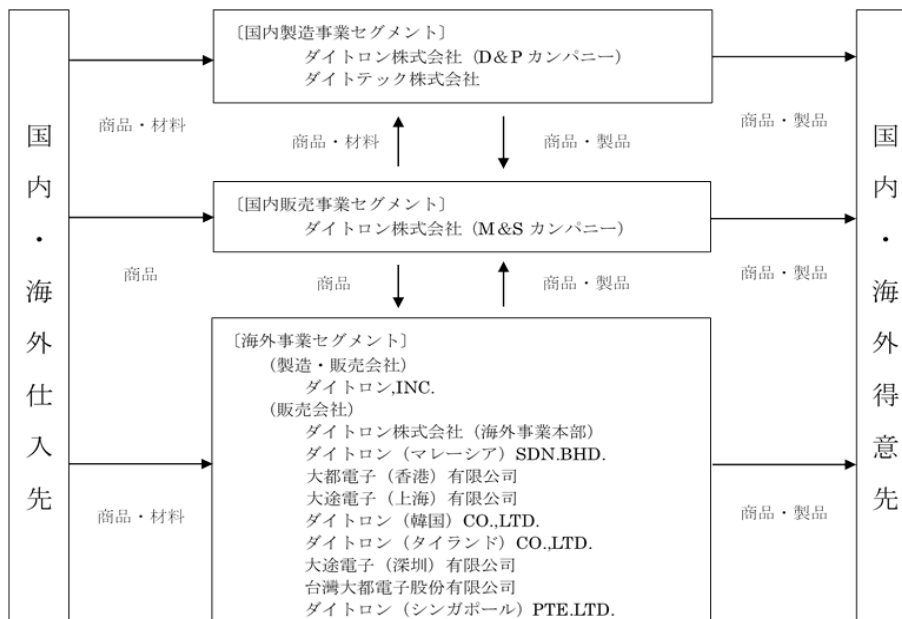 国内・海外仕入先
〔国内製造事業セグメント〕
ダイトロン株式会社(D&Pカンパニー)
ダイトテック株式会社
商品・材料
商品・材料
商品・製品
商品・製品
〔国内販売事業セグメント〕
ダイトロン株式会社(M&Sカンパニー)
商品
商品
商品・製品
商品・製品
〔海外事業セグメント〕
(製造・販売会社)
ダイトロン,INC.
(販売会社)
ダイトロン株式会社(海外事業本部)
ダイトロン(マレーシア)SDN.BHD.
大都電子(香港)有限公司
大途電子(上海)有限公司
ダイトロン(韓国)CO.,LTD.
ダイトロン(タイランド)CO.,LTD.
大途電子(深圳)有限公司
台灣大都電子股份有限公司
ダイトロン(シンガポール)PTE.LTD.
商品・材料
商品・製品
国内・海外得意先